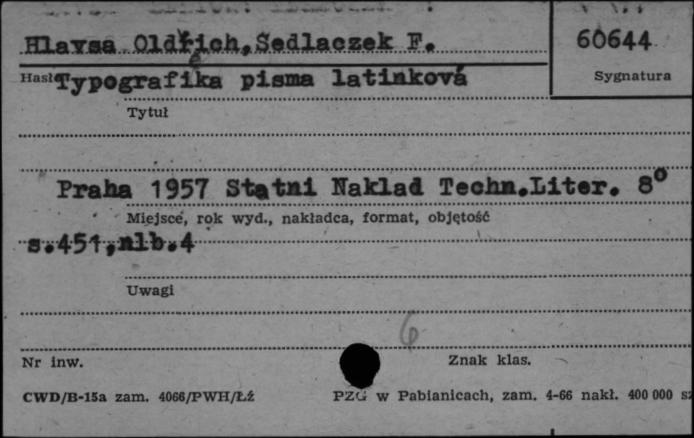 Hlavsa Oldřich,Sedlaczek F.
60644
Hasło Typografika pisma latinková
Sygnatura
Tytuł
Praha 1957 Statni Naklad Techn.Liter. 8°
Miejsce, rok wyd., nakładca, format, objętość
s.451,nlb.4
Uwagi
6
Nr inw.
Znak klas.
CWD/B-15a zam. 4066/PWH/Łź
PZG w Pabianicach, zam. 4-66 nakł. 400 000